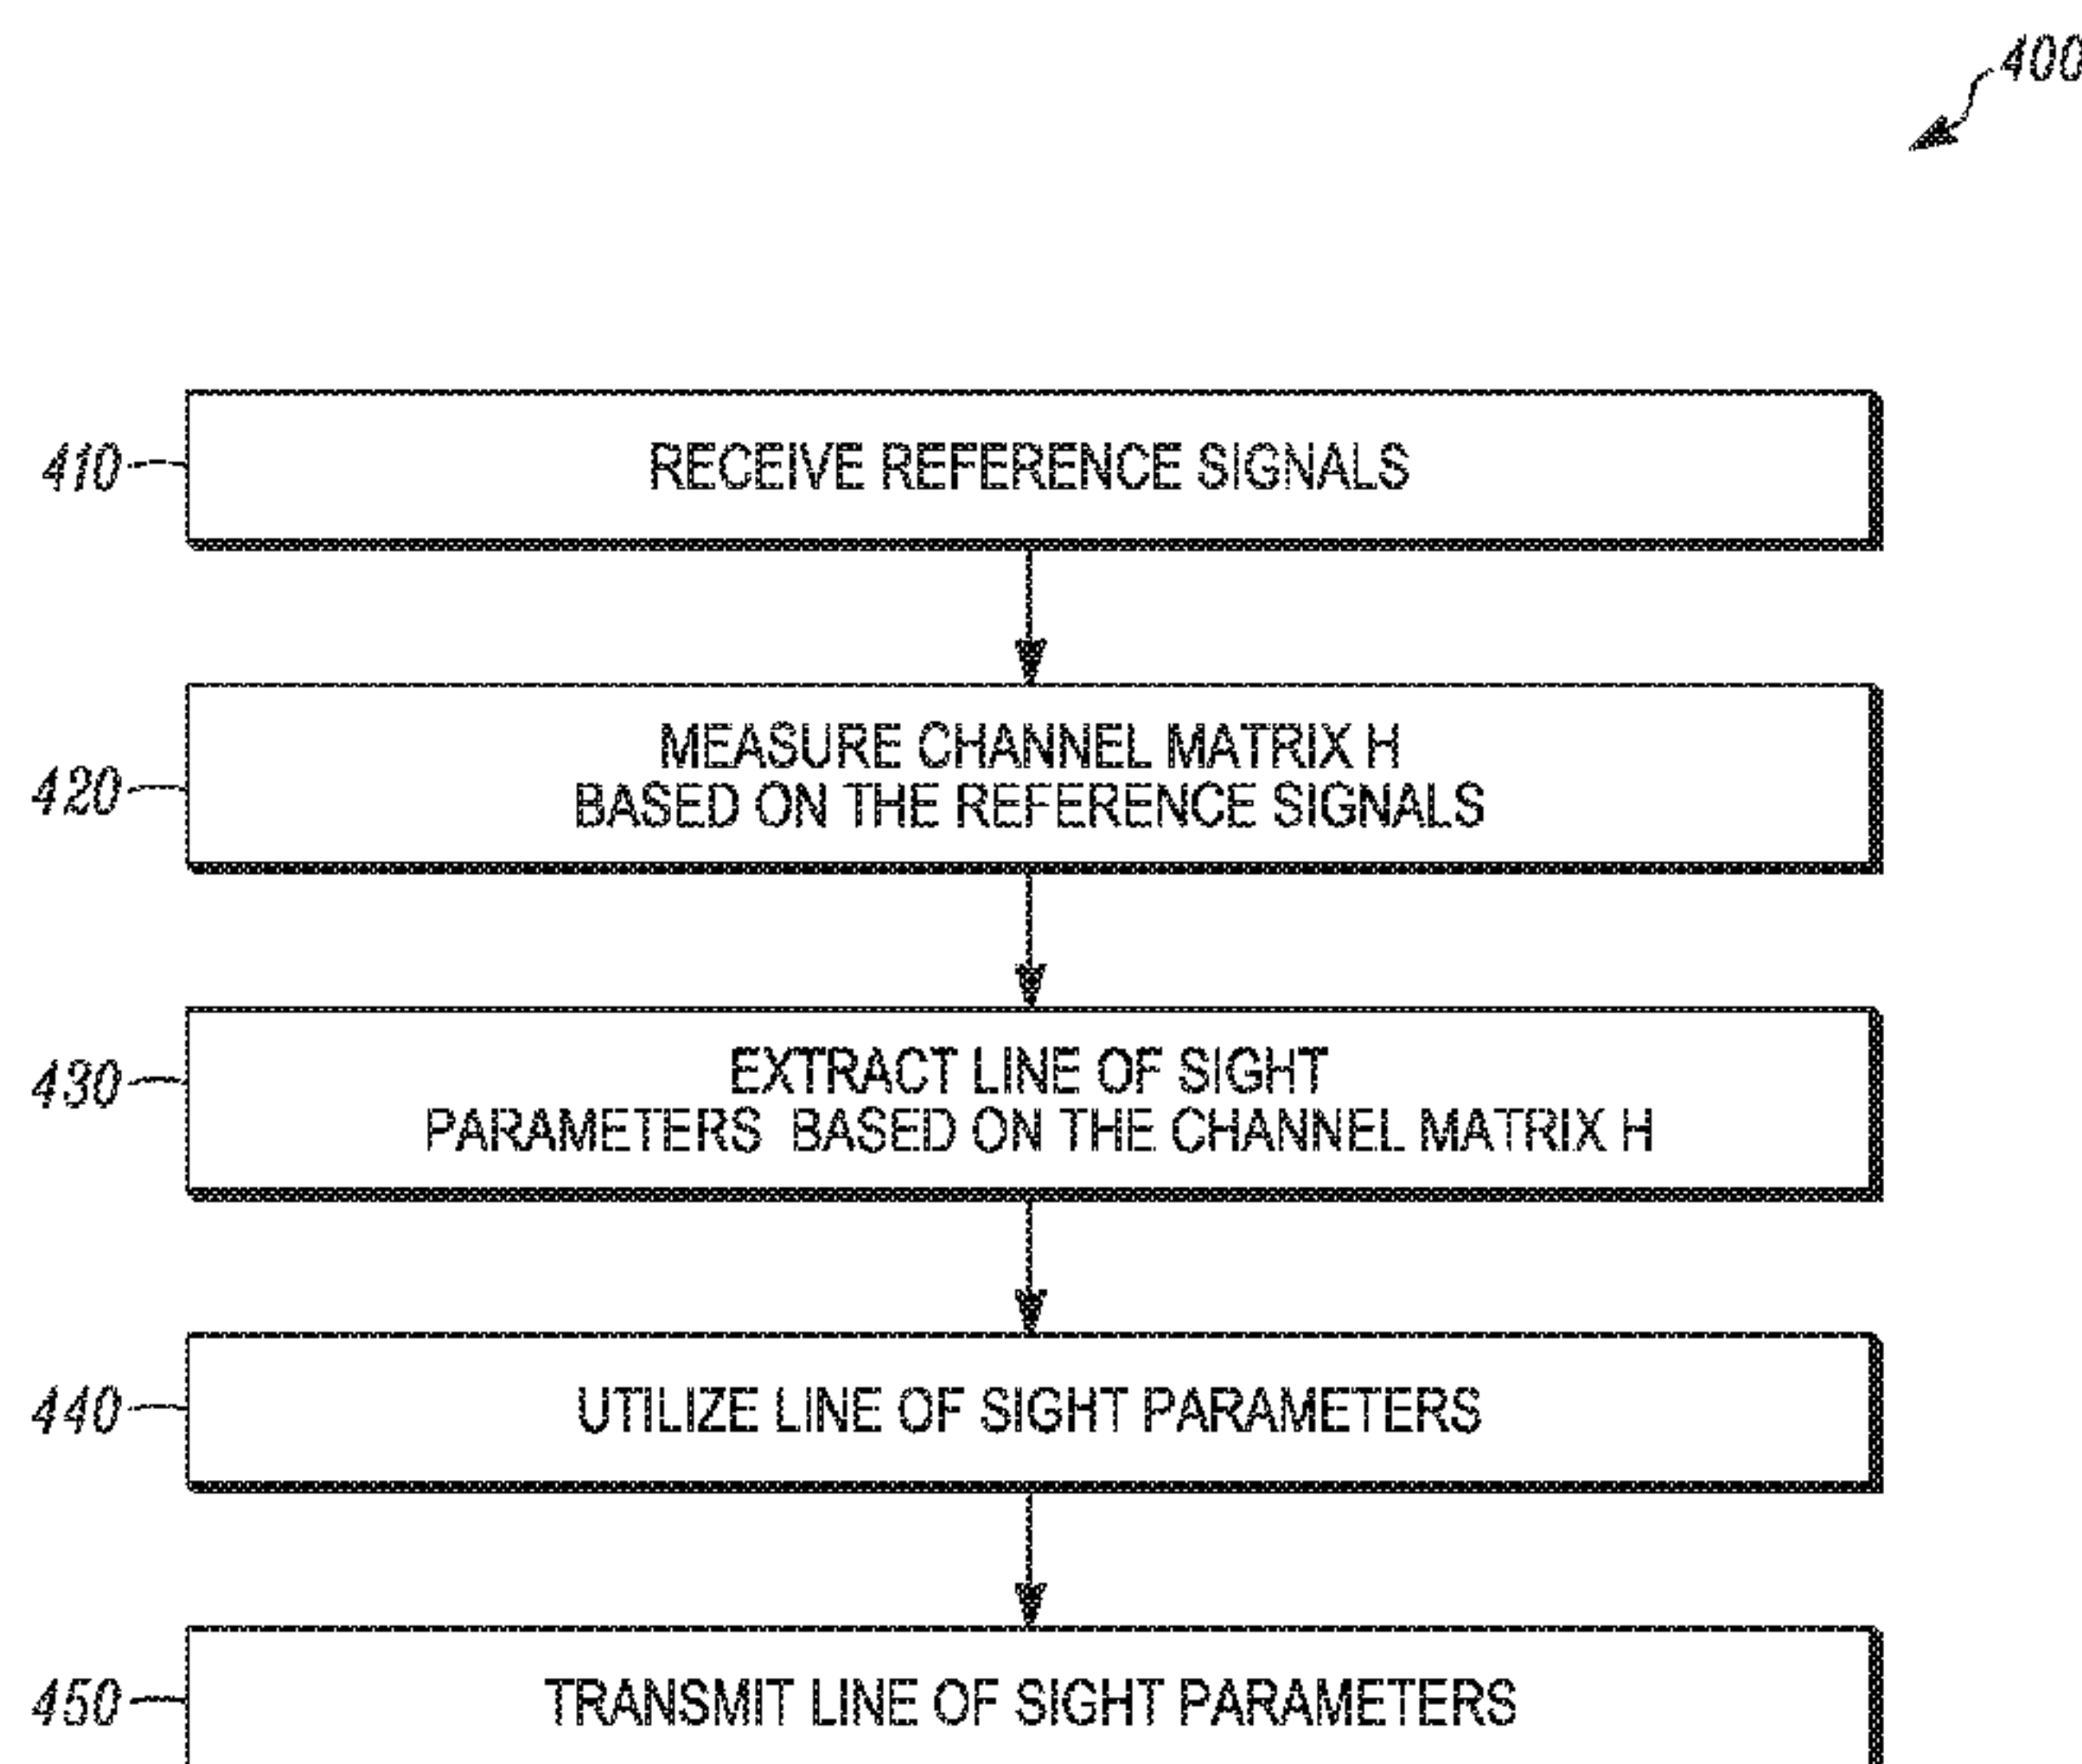 400
410
RECEIVE REFERENCE SIGNALS
420
MEASURE CHANNEL MATRIX H
BASED ON THE REFERENCE SIGNALS
430
EXTRACT LINE OF SIGHT
PARAMETERS BASED ON THE CHANNEL MATRIX H
440
UTILIZE LINE OF SIGHT PARAMETERS
450
TRANSMIT LINE OF SIGHT PARAMETERS